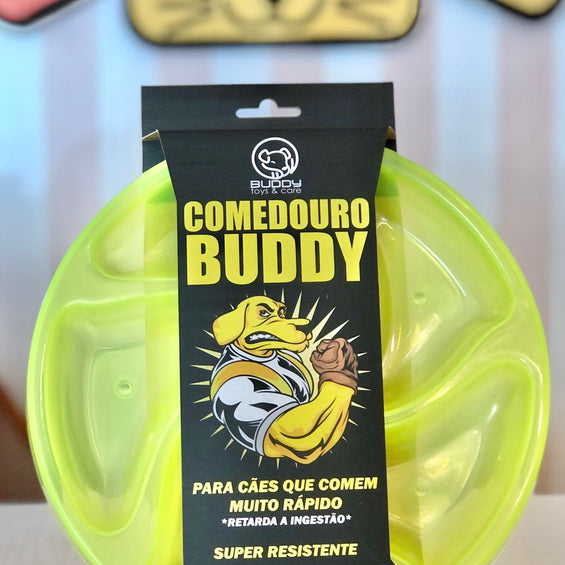 BUDDY
toys & care
COMEDOURO
BUDDY
PARA CÃES QUE COMEM
MUITO RÁPIDO
*RETARDA A INGESTÃO*
SUPER RESISTENTE